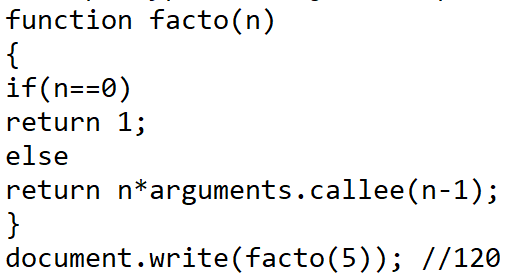 function facto(n)
{
if(n==0)
return 1;
else
return n*arguments.callee(n-1);
}
document.write(facto(5)); //120